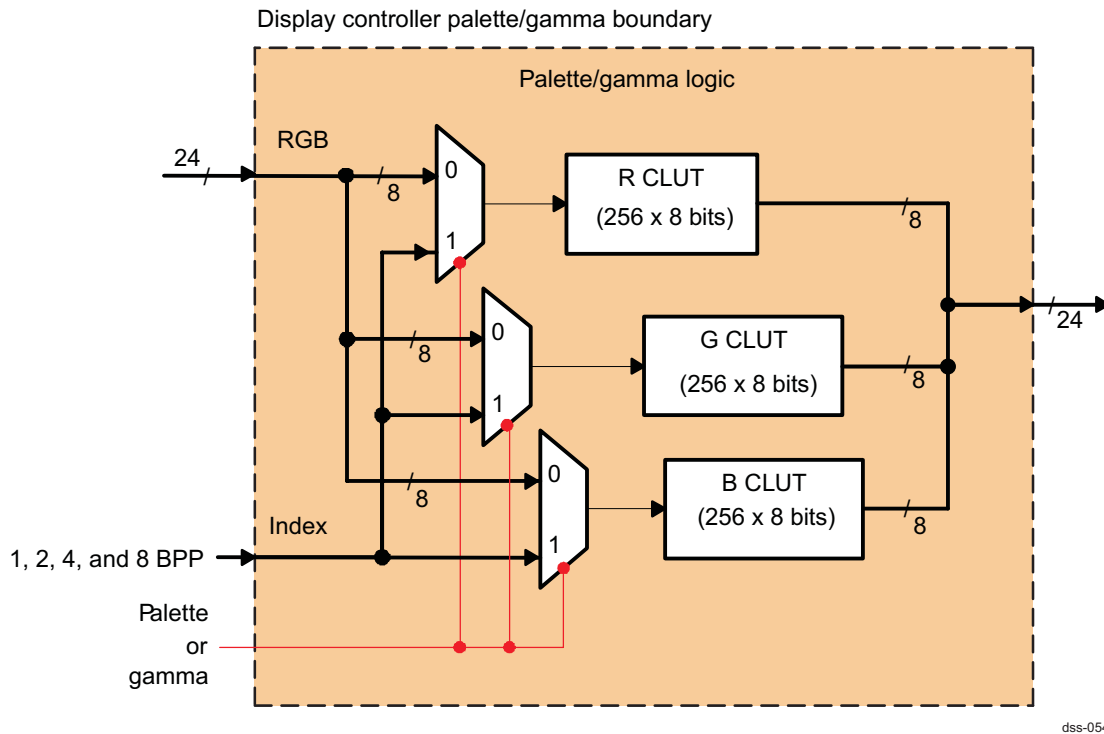 Display controller palette/gamma boundary
Palette/gamma logic
RGB
24
/
8
0
1
R CLUT
(256 x 8 bits)
/
8
/
8
0
1
G CLUT
(256 x 8 bits)
/
8
/
24
/
8
0
1
B CLUT
(256 x 8 bits)
/
8
Index
1, 2, 4, and 8 BPP
Palette
or
gamma
dss-054